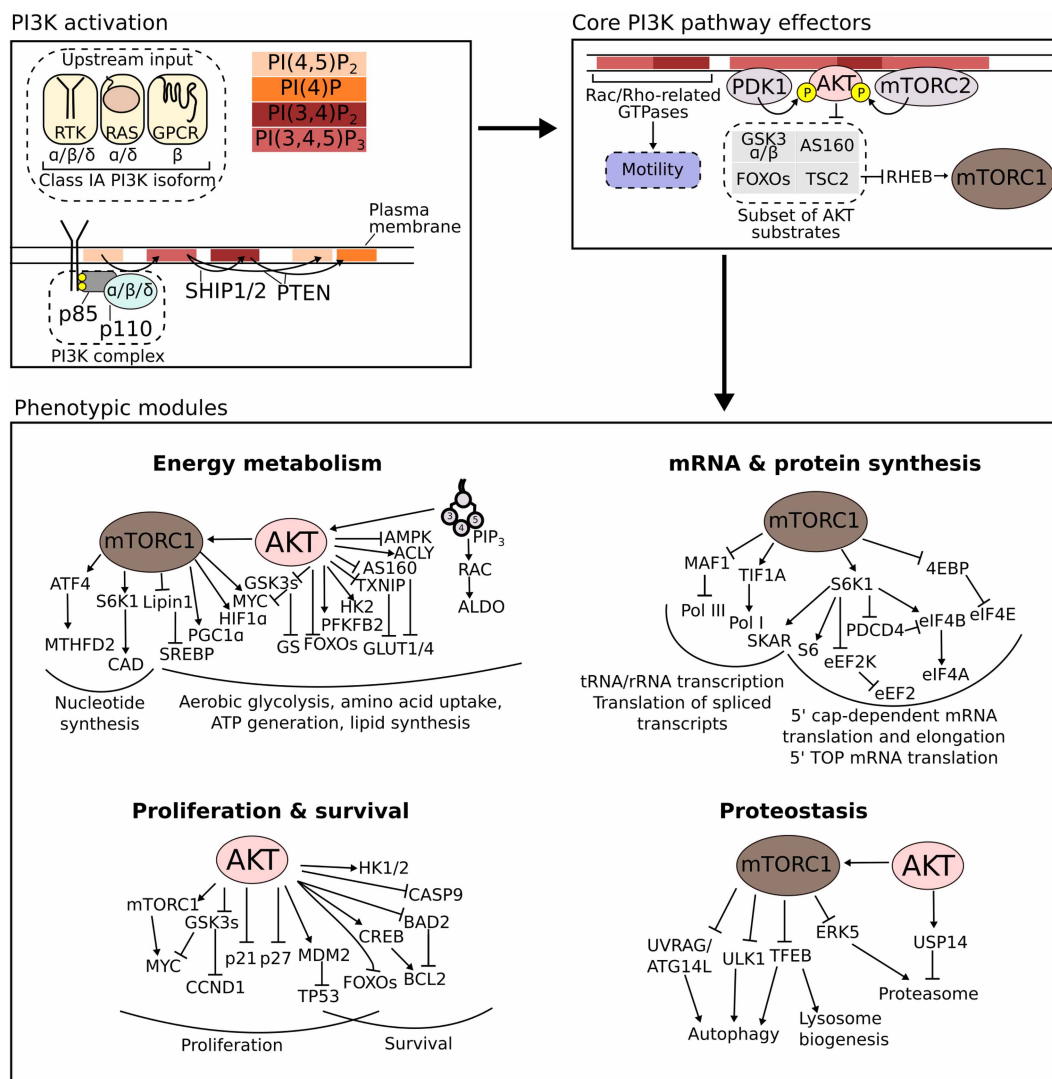 PI3K activation
Upstream input
RTK
RAS
GPCR
α/β/δ
α/δ
β
Class IA PI3K isoform
PI(4,5)P2
PI(4)P
PI(3,4)P2
PI(3,4,5)P3
Plasma
membrane
SHIP1/2
PTEN
α/β/δ
p85
p110
PI3K complex
Core PI3K pathway effectors
Rac/Rho-related
GTPases
Motility
PDK1
P
AKT
P
mTORC2
GSK3
α/β
AS160
FOXOs
TSC2
RHEB
mTORC1
Subset of AKT
substrates
Phenotypic modules
Energy metabolism
mTORC1
AKT
3
4
5
PIP3
RAC
ALDO
AMPK
ACLY
AS160
TXNIP
HK2
PFKFB2
GLUT1/4
FOXOs
GS
GSK3s
MYC
HIF1α
PGC1α
ATF4
S6K1
Lipin1
MTHFD2
CAD
SREBP
Nucleotide
synthesis
Aerobic glycolysis, amino acid uptake,
ATP generation, lipid synthesis
mRNA & protein synthesis
mTORC1
MAF1
TIF1A
S6K1
4EBP
Pol III
Pol I
SKAR
S6
PDCD4
eIF4B
eIF4E
eEF2K
eIF4A
eEF2
tRNA/rRNA transcription
Translation of spliced
transcripts
5' cap-dependent mRNA
translation and elongation
5' TOP mRNA translation
Proliferation & survival
AKT
HK1/2
CASP9
BAD2
mTORC1
GSK3s
CREB
MYC
CCND1
p21
p27
MDM2
TP53
FOXOs
BCL2
Proliferation
Survival
Proteostasis
mTORC1
AKT
UVRAG/
ATG14L
ULK1
TFEB
ERK5
USP14
Proteasome
Autophagy
Lysosome
biogenesis